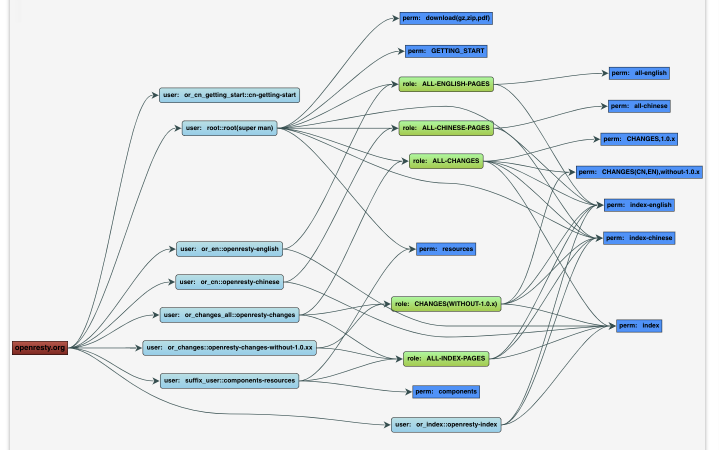 openresty.org
user: or_cn_getting_start::cn-getting-start
user: root::root(super man)
user: or_en::openresty-english
user: or_cn::openresty-chinese
user: or_changes_all::openresty-changes
user: or_changes::openresty-changes-without-1.0.xx
user: suffix_user::components-resources
perm: download(gz,zip,pdf)
perm: GETTING_START
role: ALL-ENGLISH-PAGES
role: ALL-CHINESE-PAGES
role: ALL-CHANGES
perm: resources
role: CHANGES(WITHOUT-1.0.x)
role: ALL-INDEX-PAGES
perm: components
user: or_index::openresty-index
perm: all-english
perm: all-chinese
perm: CHANGES,1.0.x
perm: CHANGES(CN,EN),without-1.0.x
perm: index-english
perm: index-chinese
perm: index